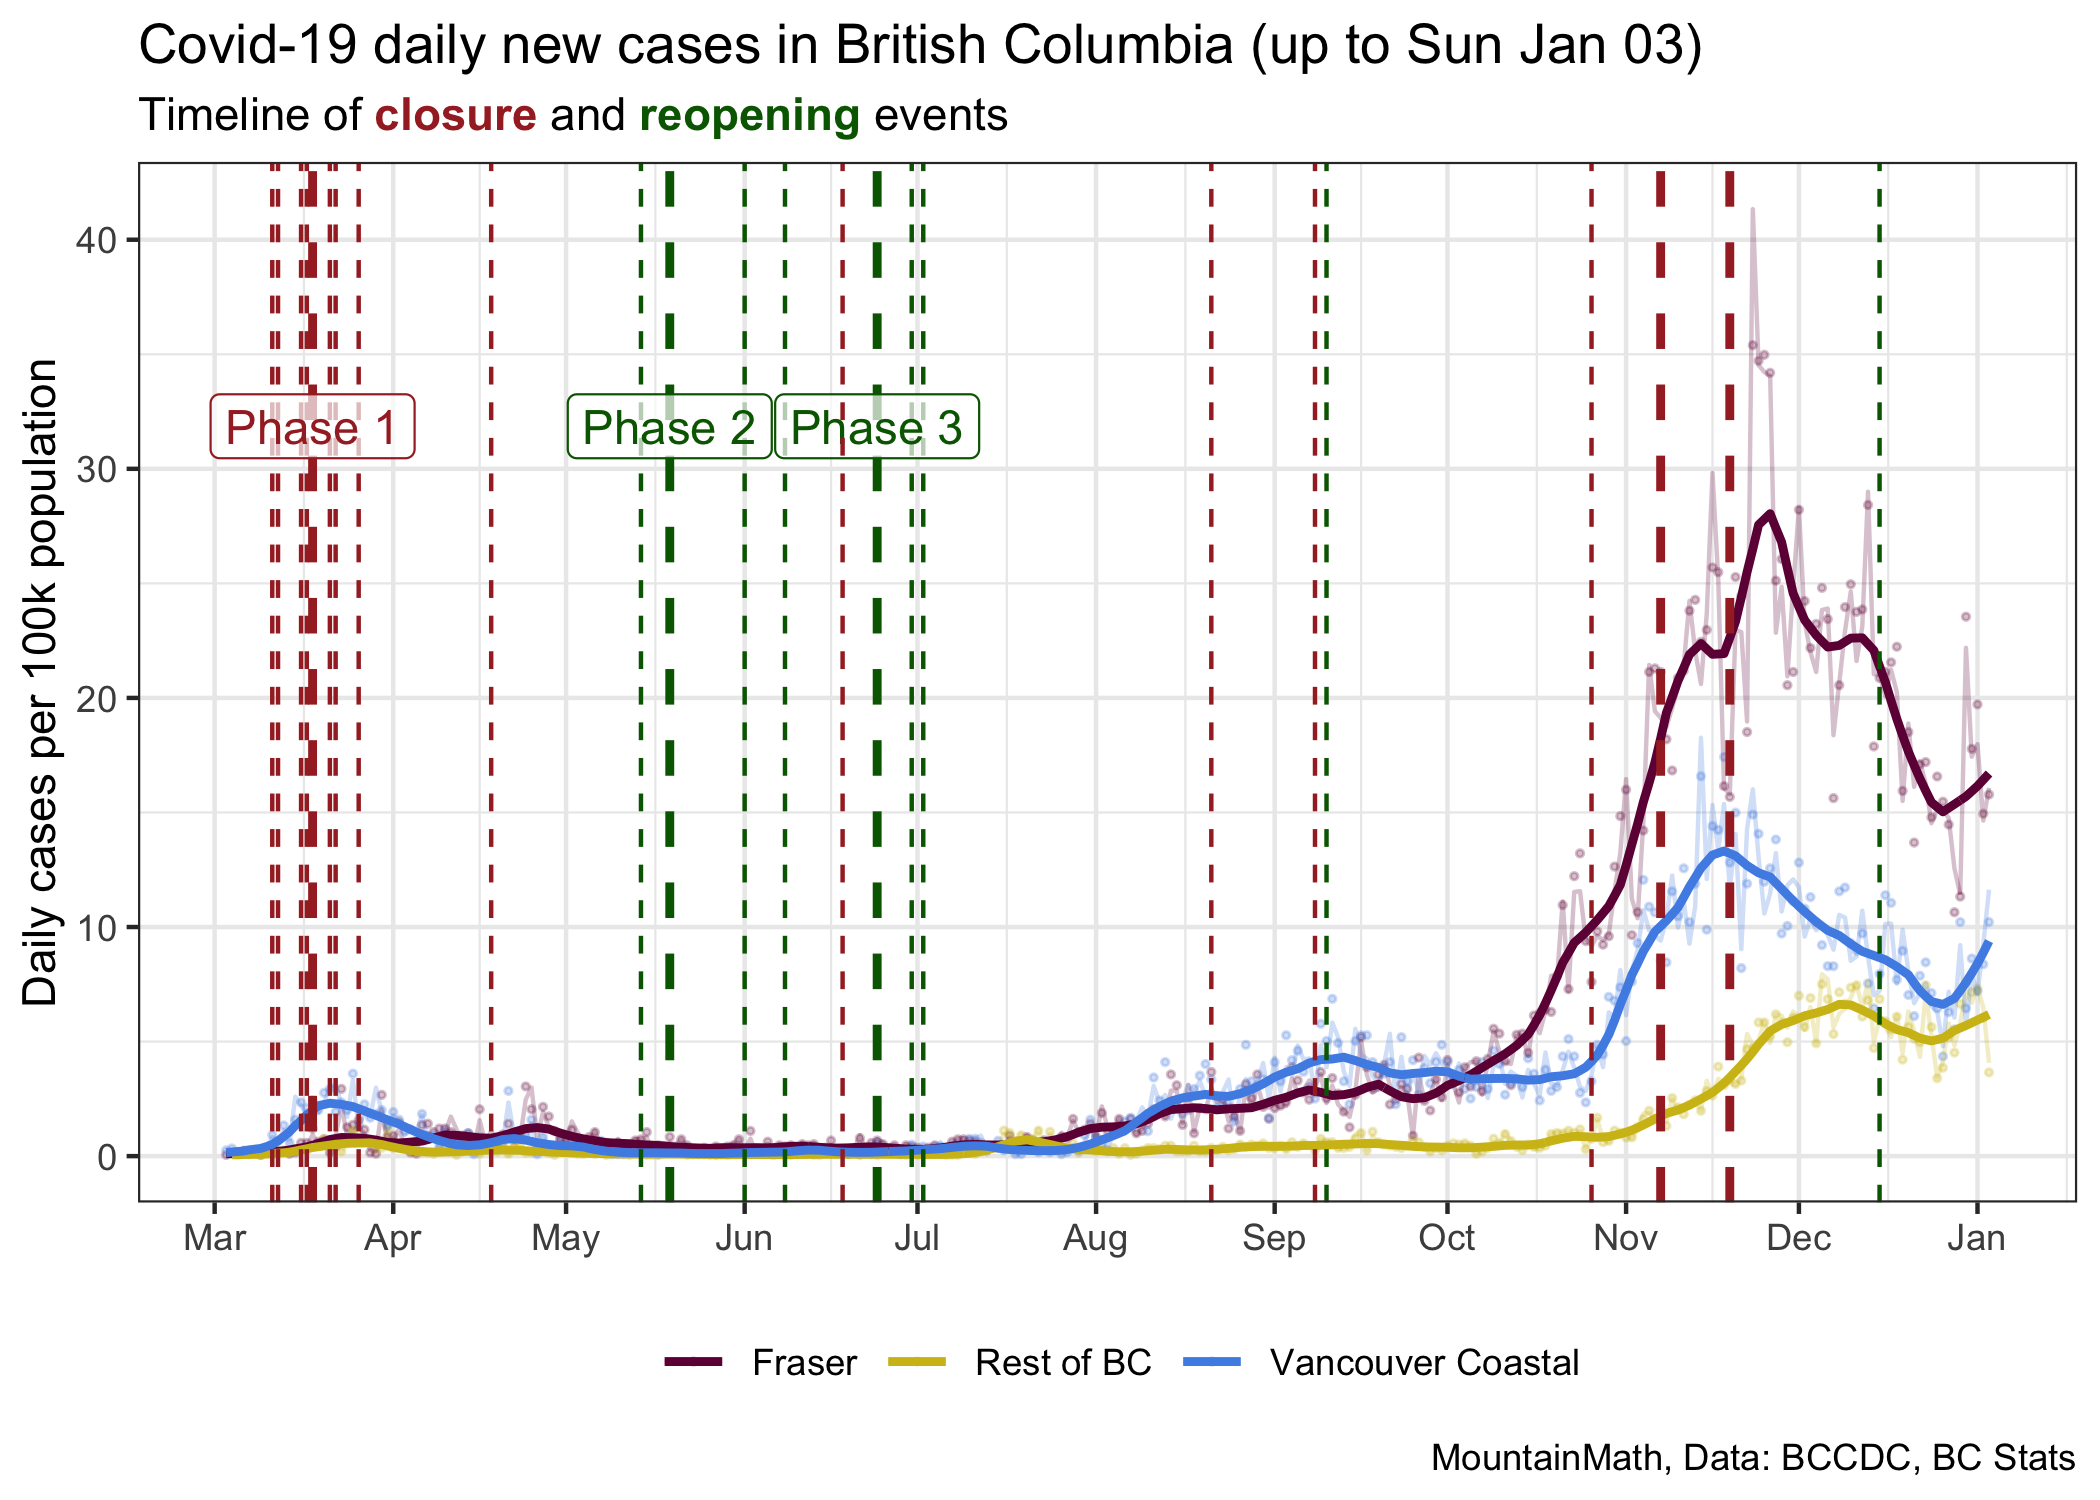 Covid-19 daily new cases in British Columbia (up to Sun Jan 03)
Timeline of closure and reopening events
Daily cases per 100k population
40
30
20
10
0
Phase 1
Phase 2
Phase 3
Mar Apr May Jun Jul Aug Sep Oct Nov Dec Jan
Fraser Rest of BC Vancouver Coastal
MountainMath, Data: BCCDC, BC Stats